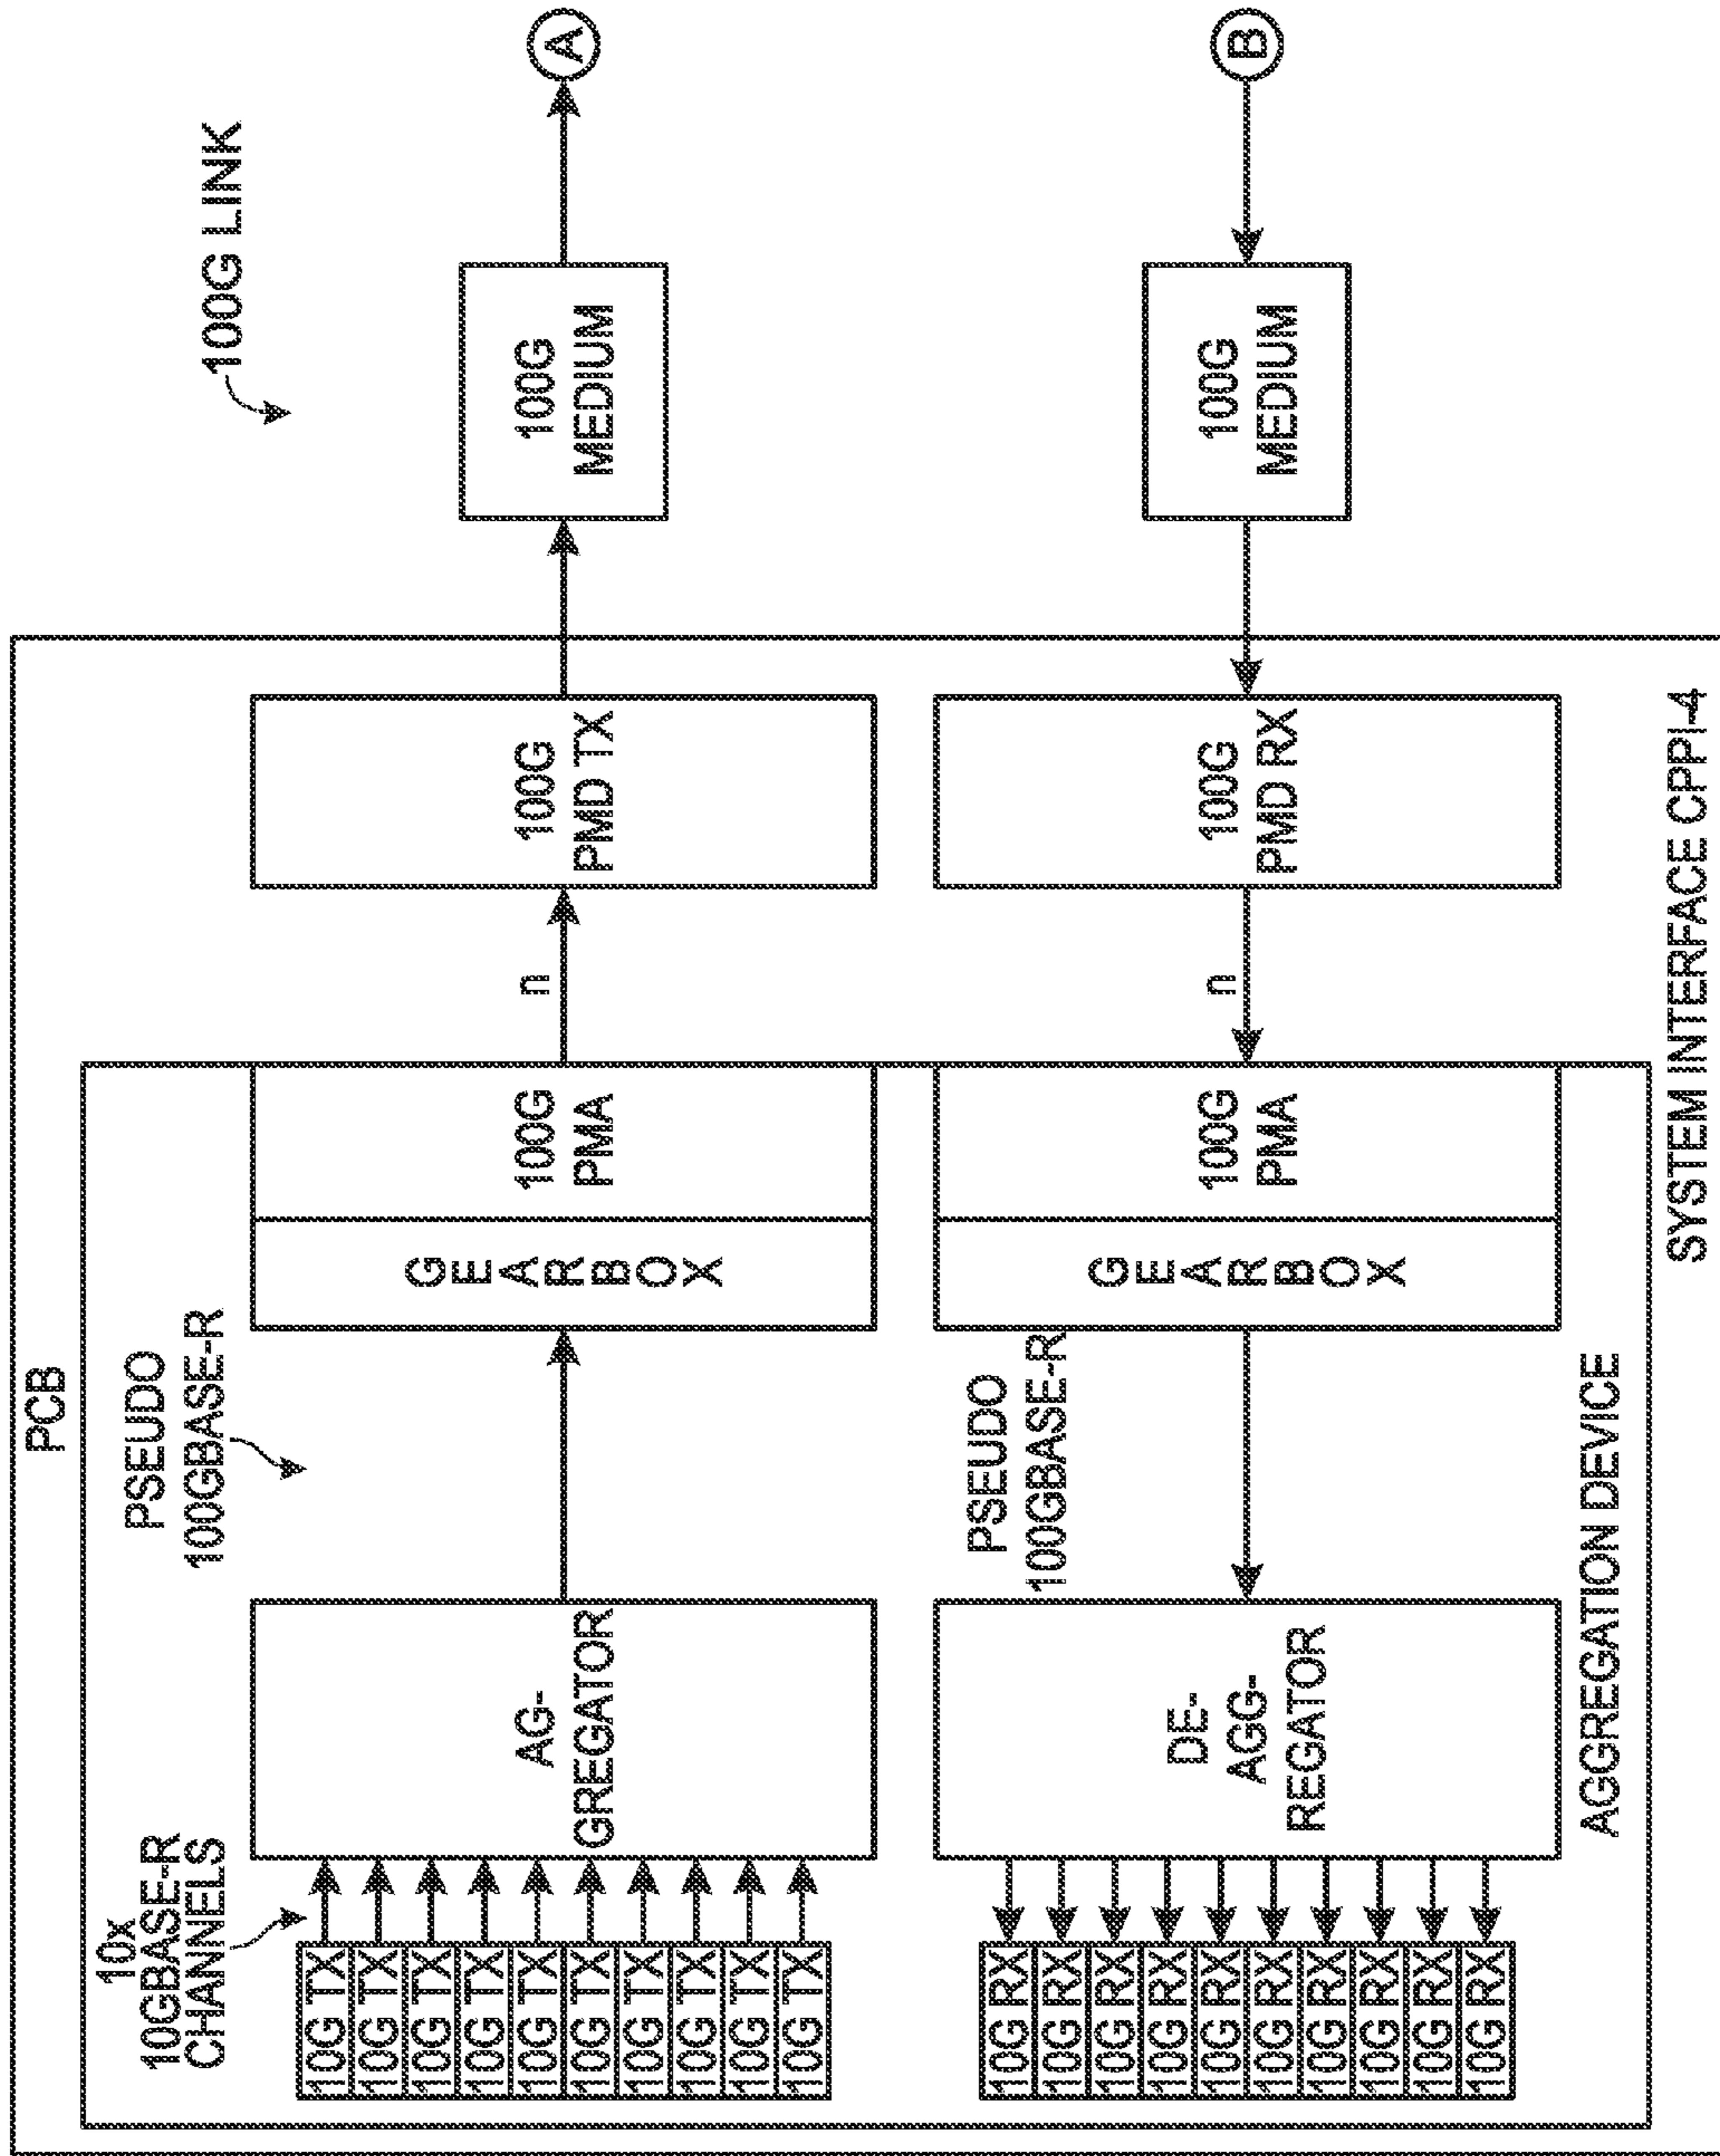 PCB
10x
10GBASE-R
CHANNELS
PSEUDO
100GBASE-R
100G LINK
10G TX
10G TX
10G TX
10G TX
10G TX
10G TX
10G TX
10G TX
10G TX
10G TX
AG-
GREGATOR
GEARBOX
100G
PMA
n
100G
PMD TX
100G
MEDIUM
A
PSEUDO
100GBASE-R
10G RX
10G RX
10G RX
10G RX
10G RX
10G RX
10G RX
10G RX
10G RX
10G RX
DE-
AGG-
REGATOR
GEARBOX
100G
PMA
n
100G
PMD RX
100G
MEDIUM
B
AGGREGATION DEVICE
SYSTEM INTERFACE CPPI-4